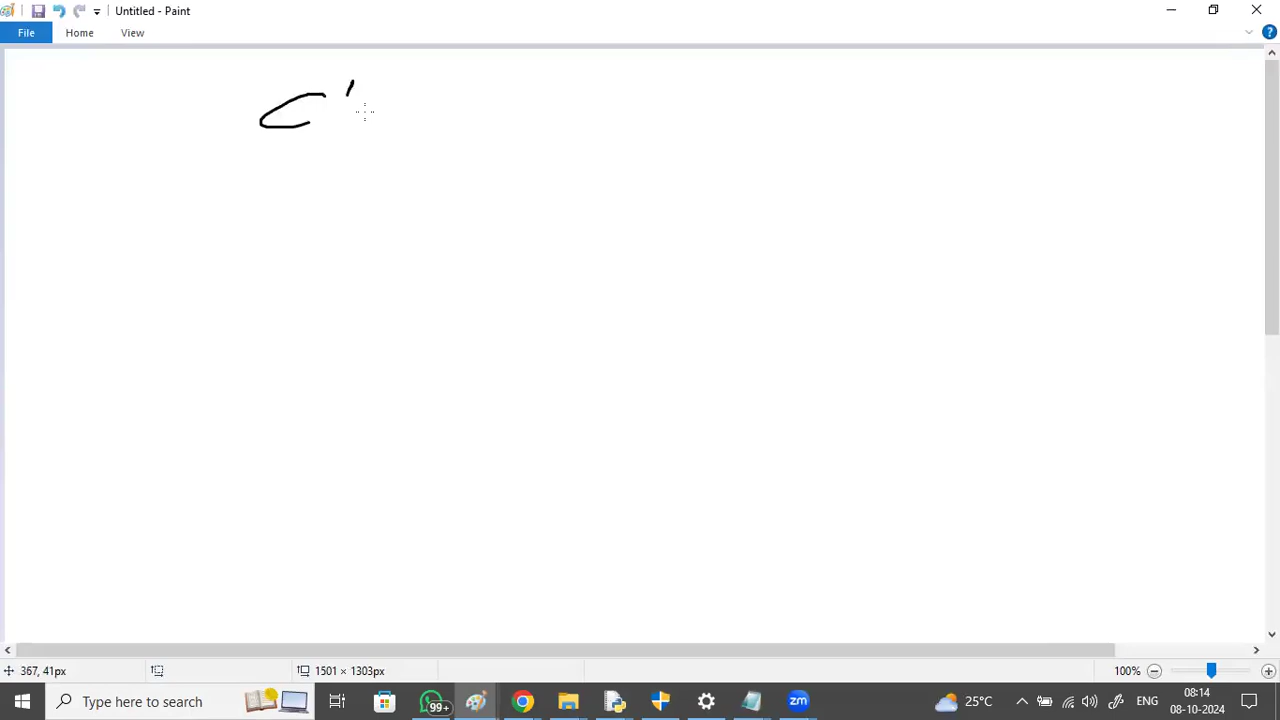 Untitled - Paint
File Home View
C'
367, 41px 1501 × 1303px 100%
Type here to search 99+ zm 25°C ENG 08:14
08-10-2024